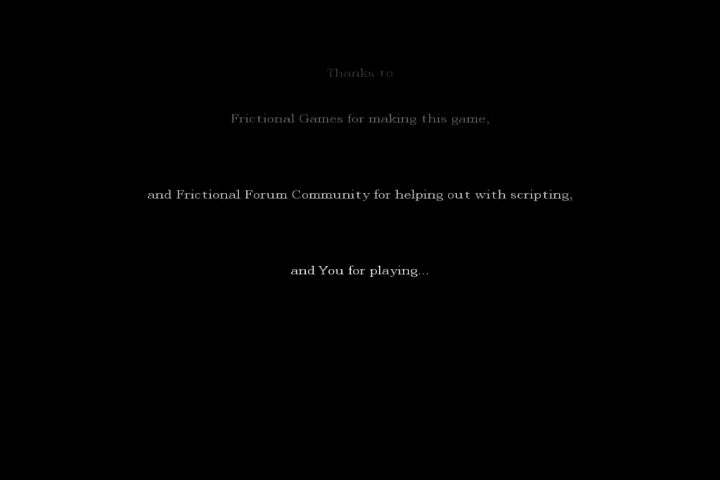 Thanks to
Frictional Games for making this game,
and Frictional Forum Community for helping out with scripting,
and You for playing...